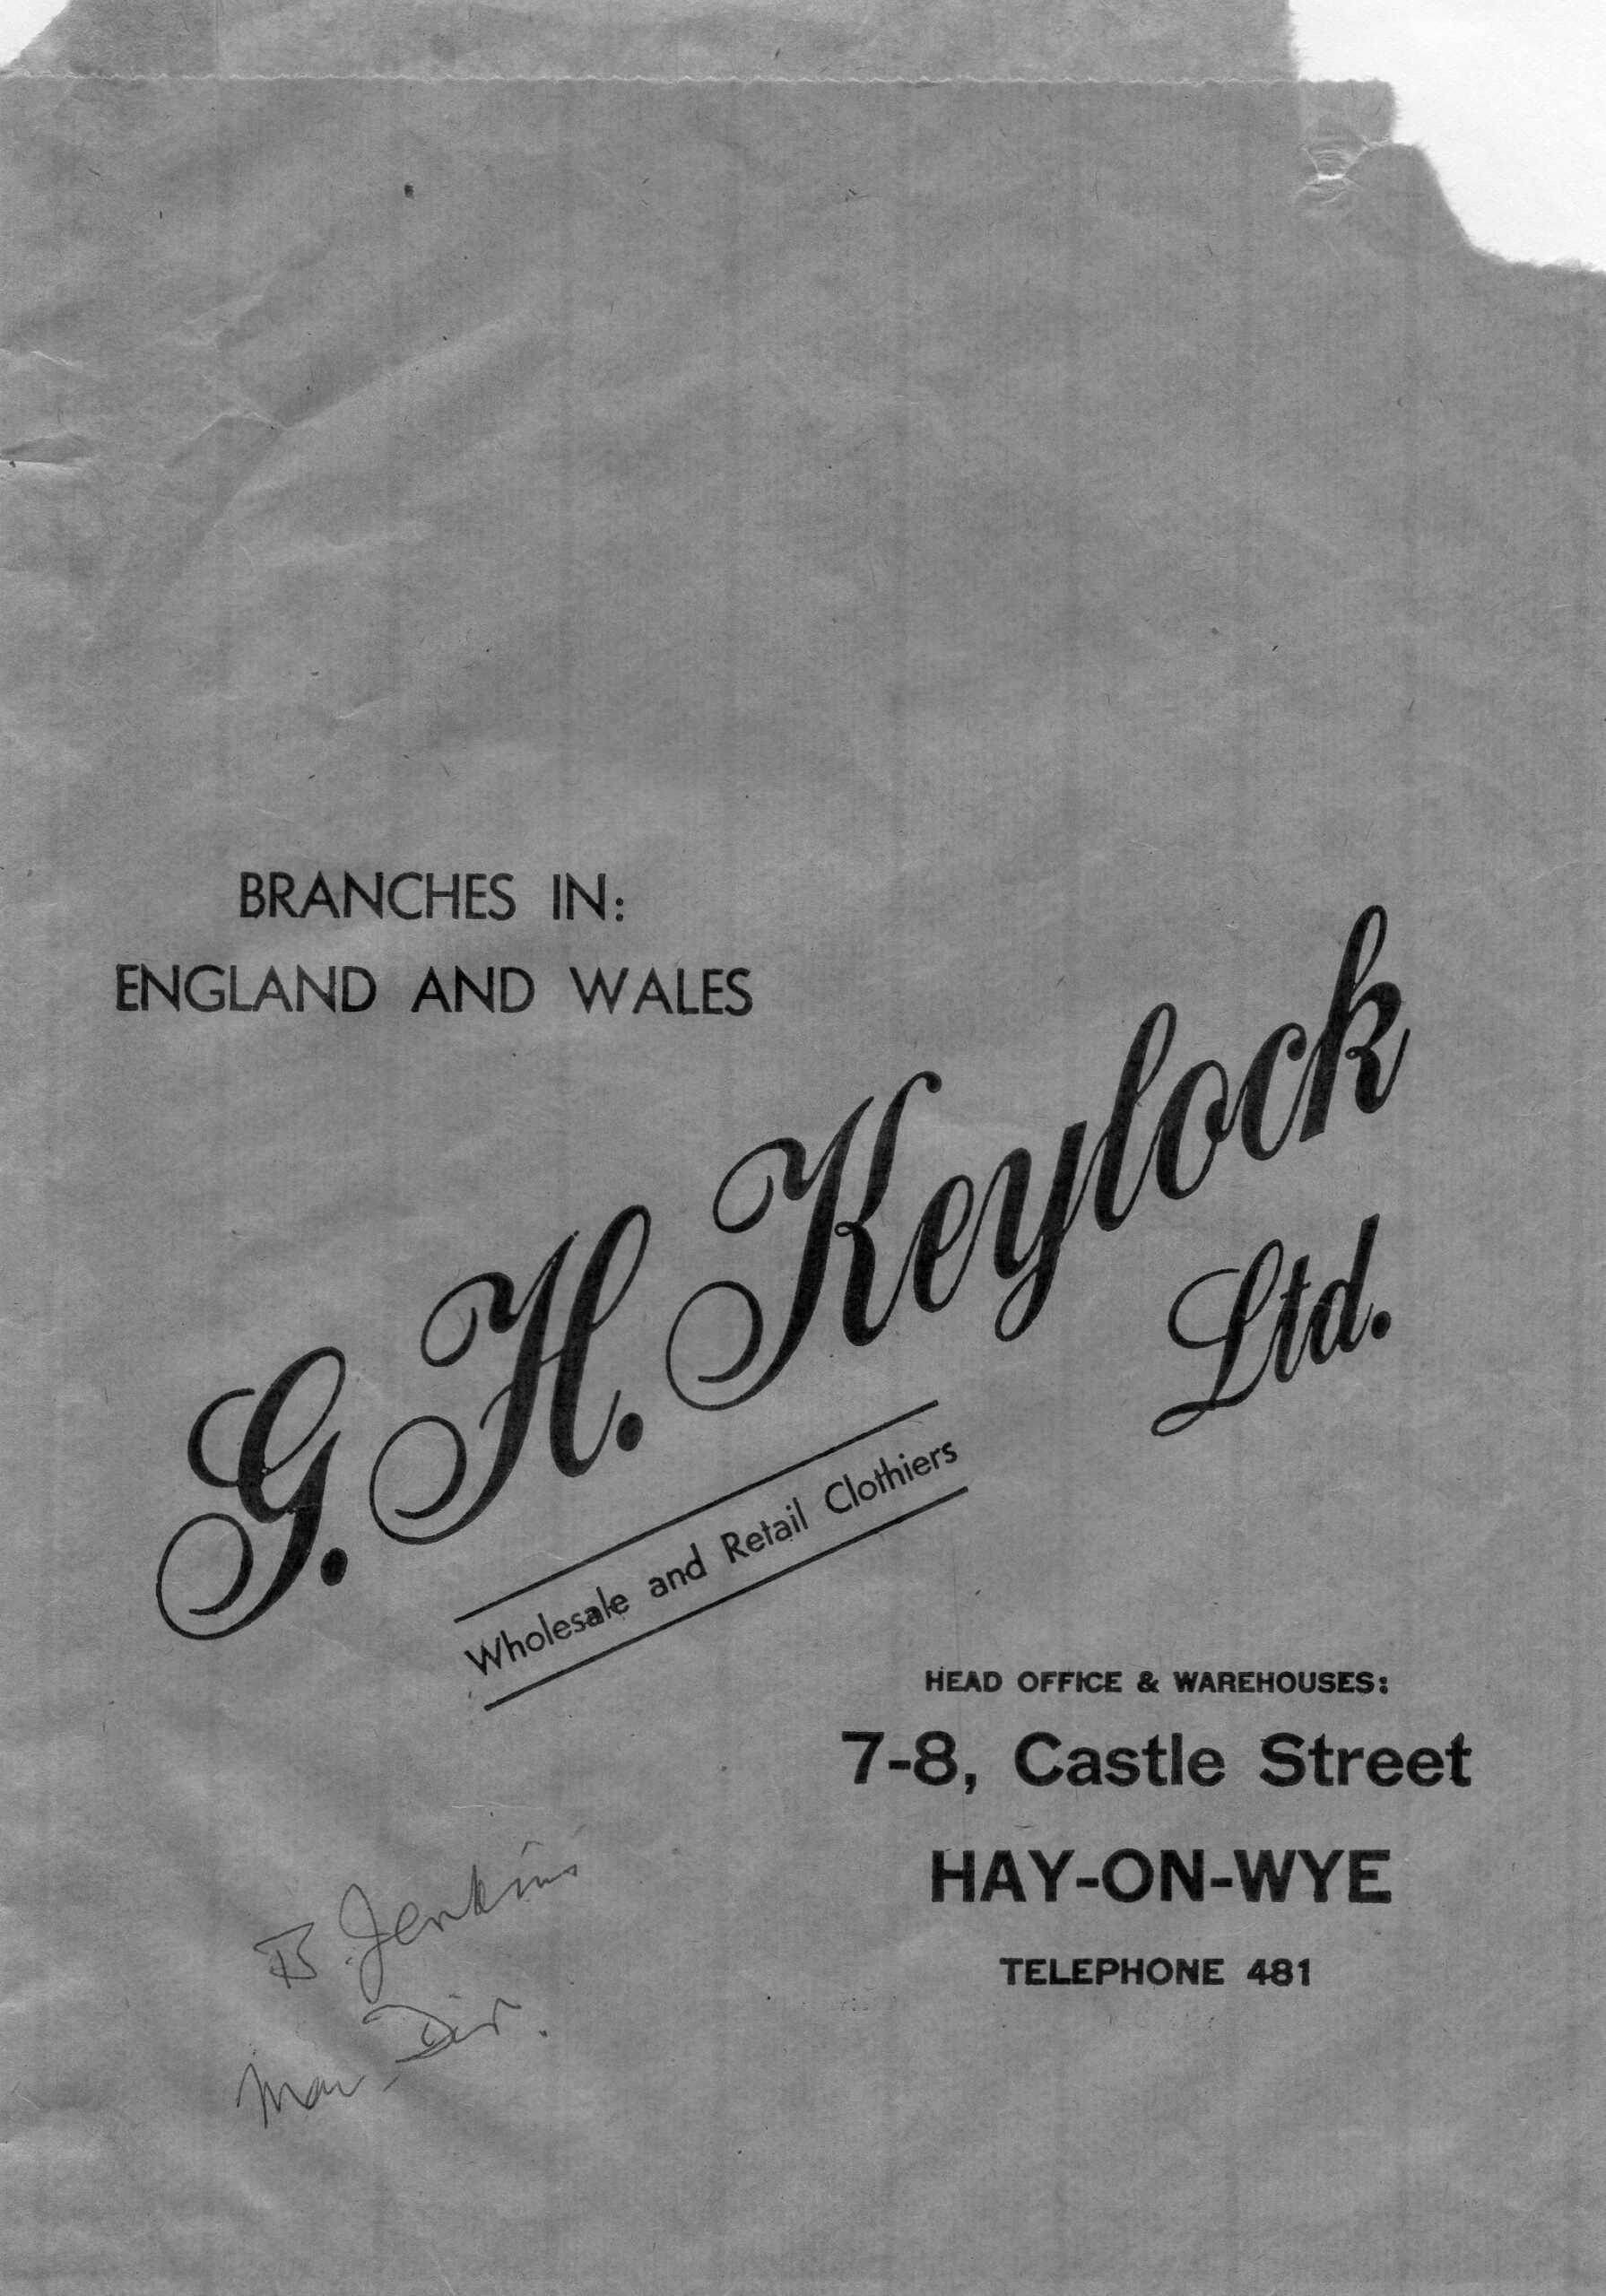 BRANCHES IN:
ENGLAND AND WALES
G. H. Keylock
Ltd.
Wholesale and Retail Clothiers
HEAD OFFICE & WAREHOUSES:
7-8, Castle Street
HAY-ON-WYE
TELEPHONE 481
B. Jenkins
Man. Dir.